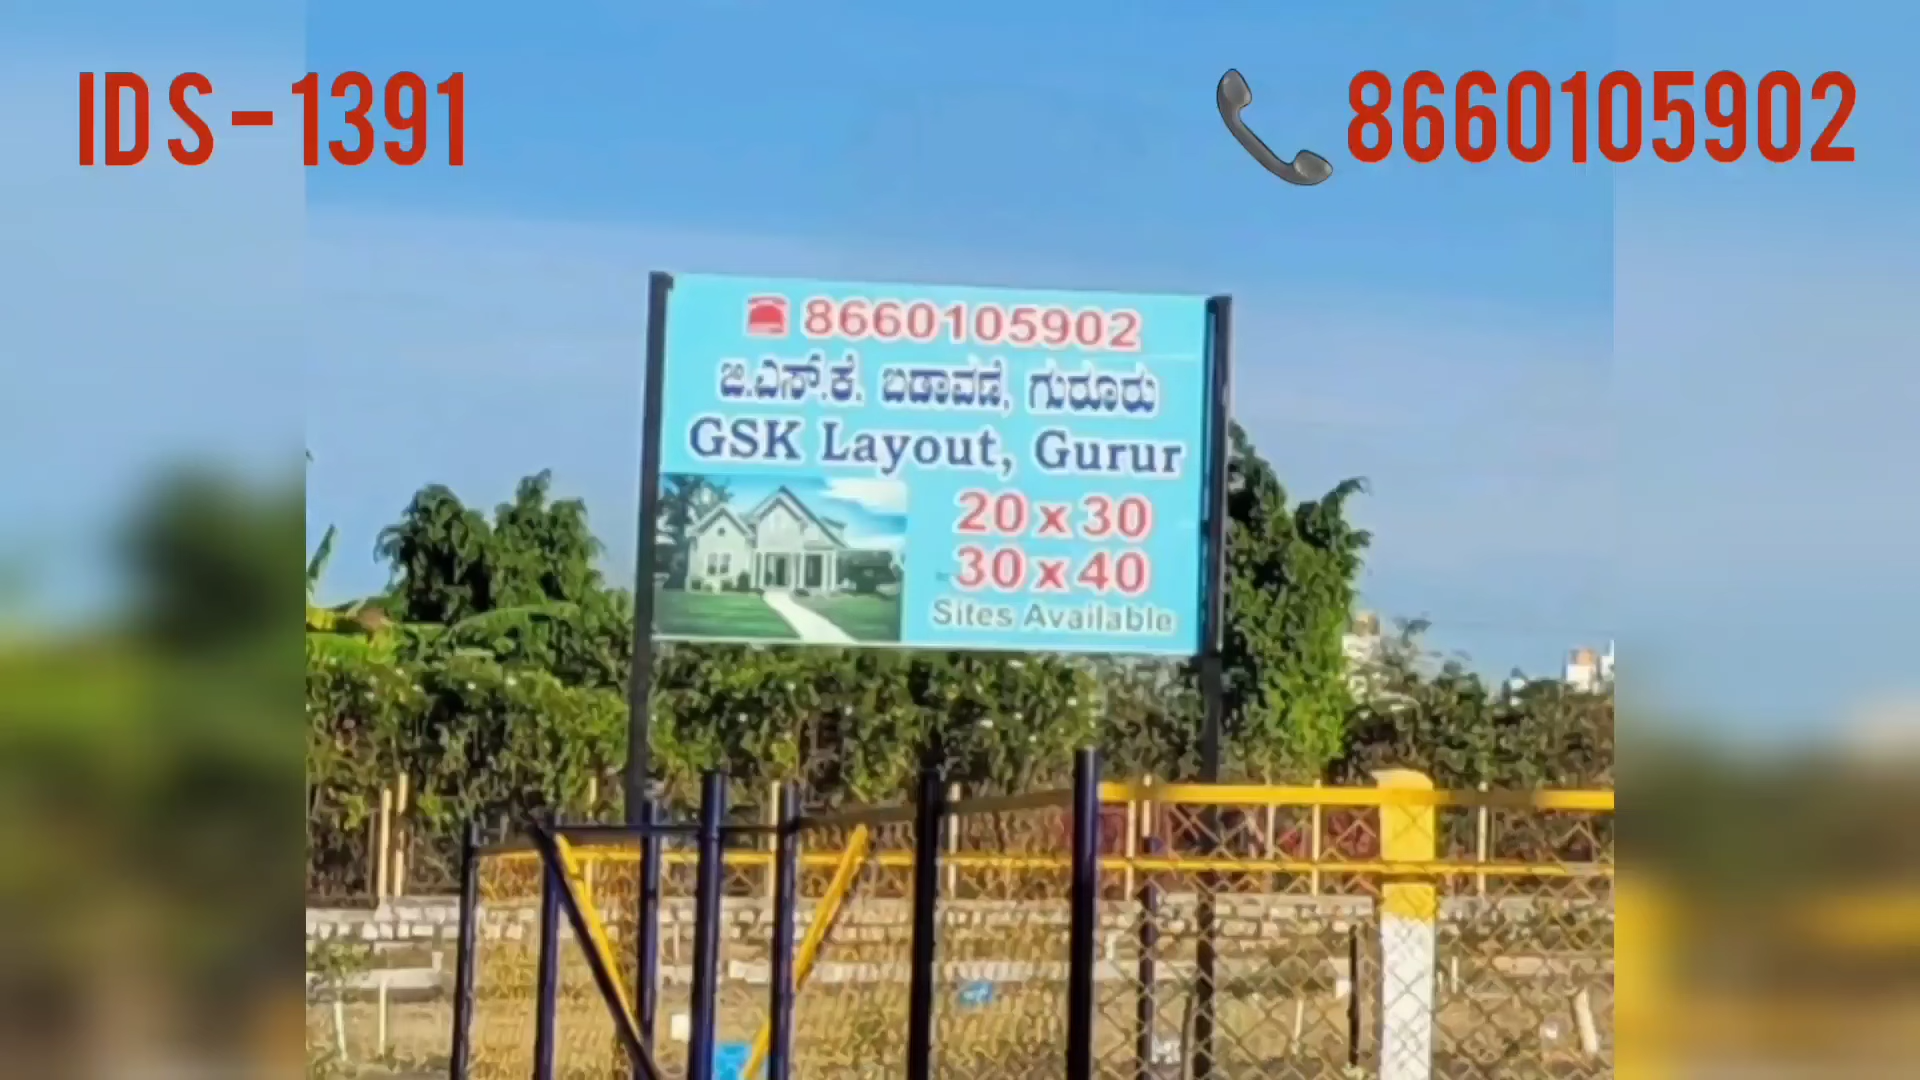 IDS-1391
8660105902
8660105902
ಜಿ.ಎಸ್.ಕೆ. ಬಡಾವಣೆ, ಗುರೂರು
GSK Layout, Gurur
20 x 30
30 x 40
Sites Available